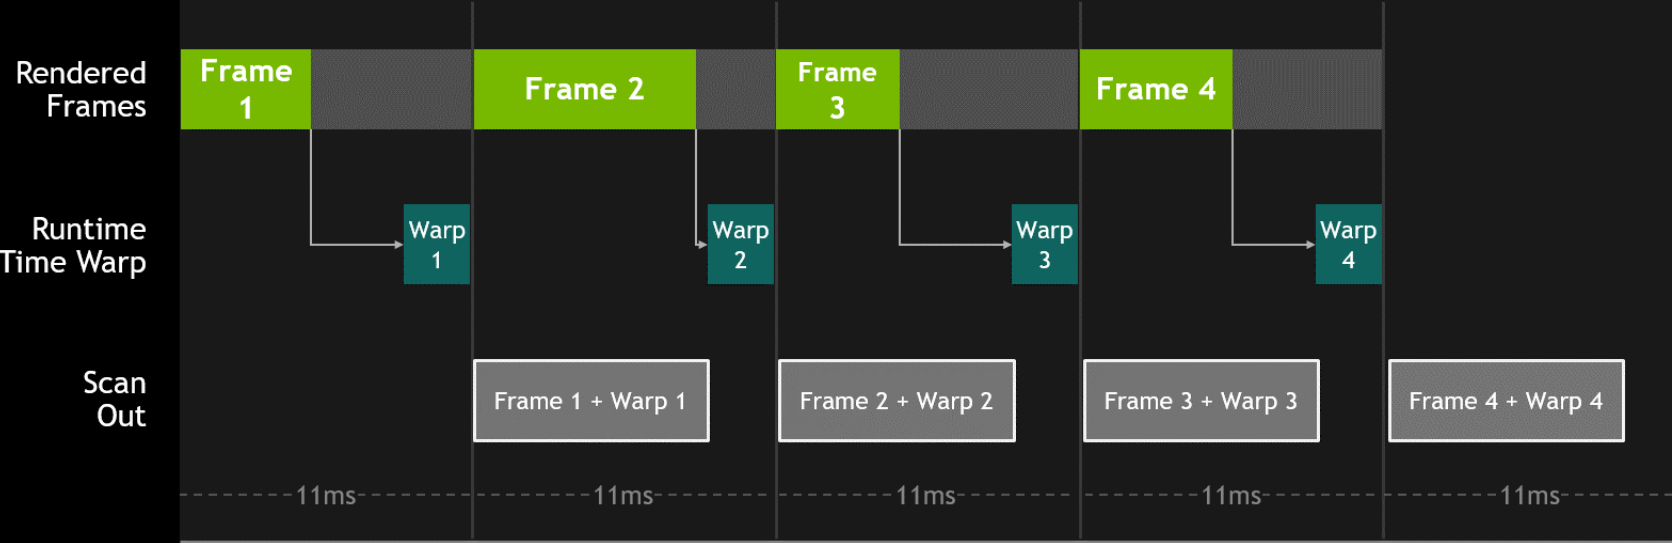 Rendered
Frames
Frame
1
Frame 2
Frame
3
Frame 4
Runtime
Time Warp
Warp
1
Warp
2
Warp
3
Warp
4
Scan
Out
Frame 1 + Warp 1
Frame 2 + Warp 2
Frame 3 + Warp 3
Frame 4 + Warp 4
11ms
11ms
11ms
11ms
11ms